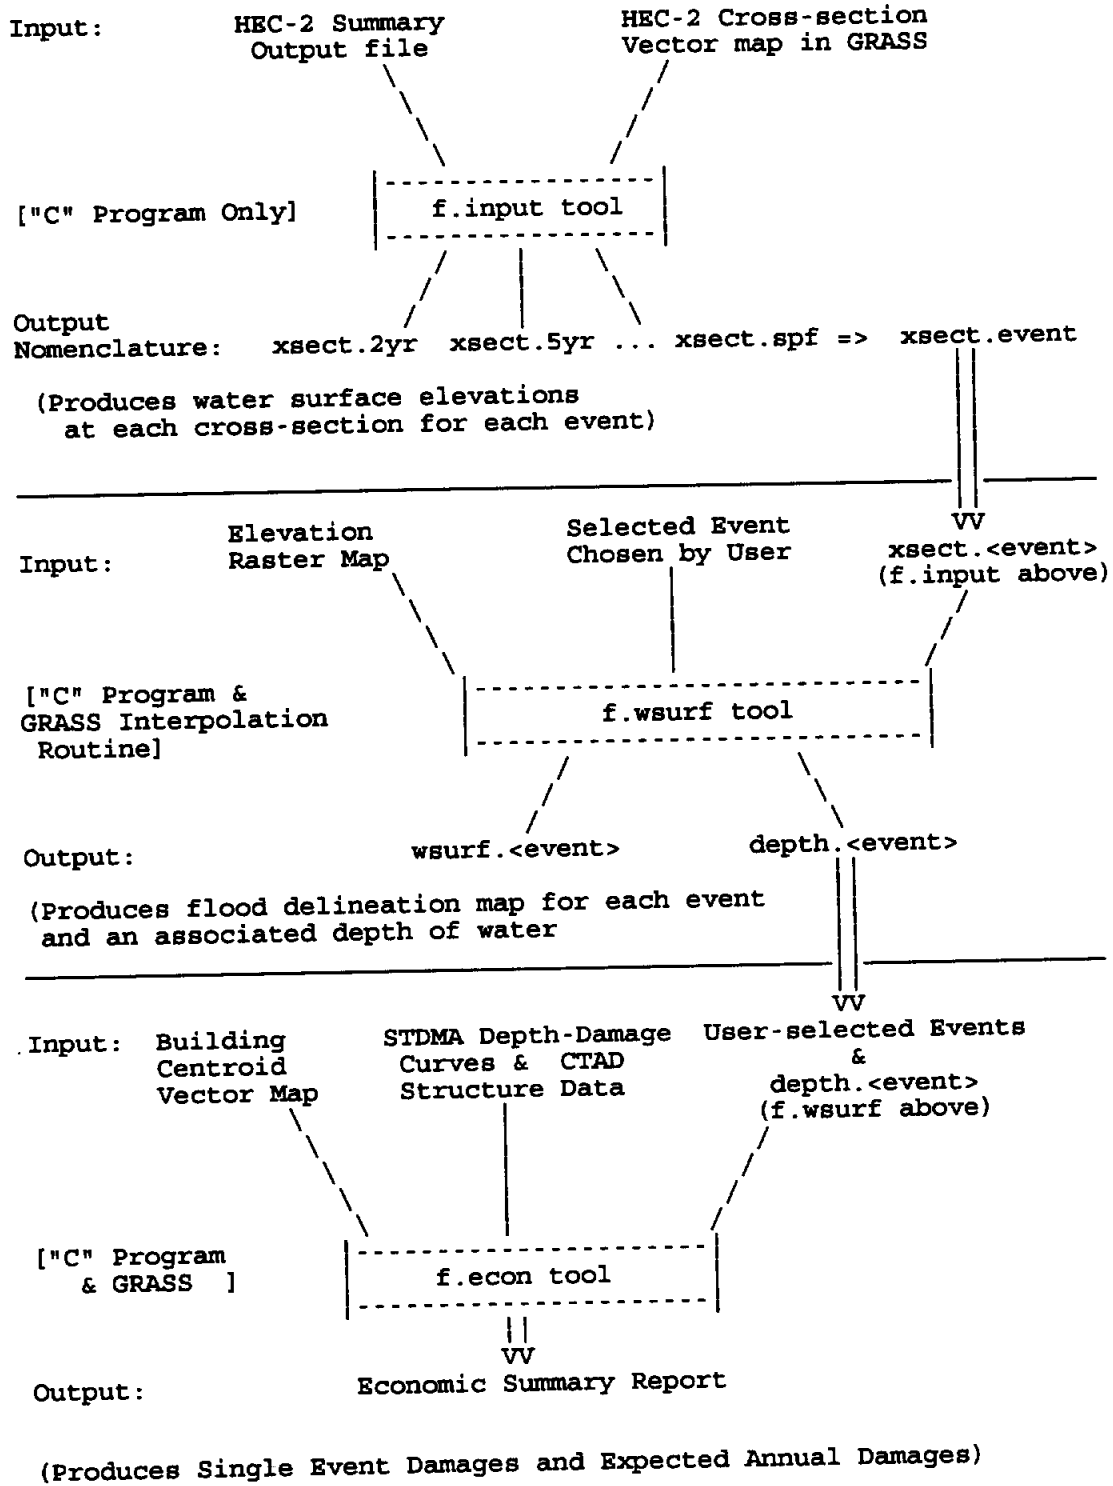 Input: HEC-2 Summary HEC-2 Cross-section
Output file Vector map in GRASS
["C" Program Only] f.input tool
Output
Nomenclature: xsect.2yr xsect.5yr ... xsect.spf => xsect.event
(Produces water surface elevations
at each cross-section for each event)
Elevation Selected Event
Input: Raster Map Chosen by User xsect.<event>
(f.input above)
["C" Program &
GRASS Interpolation f.wsurf tool
Routine]
Output: wsurf.<event> depth.<event>
(Produces flood delineation map for each event
and an associated depth of water
Input: Building STDMA Depth-Damage User-selected Events
Centroid Curves & CTAD &
Vector Map Structure Data depth.<event>
(f.wsurf above)
["C" Program
& GRASS ] f.econ tool
VV
Output: Economic Summary Report
(Produces Single Event Damages and Expected Annual Damages)